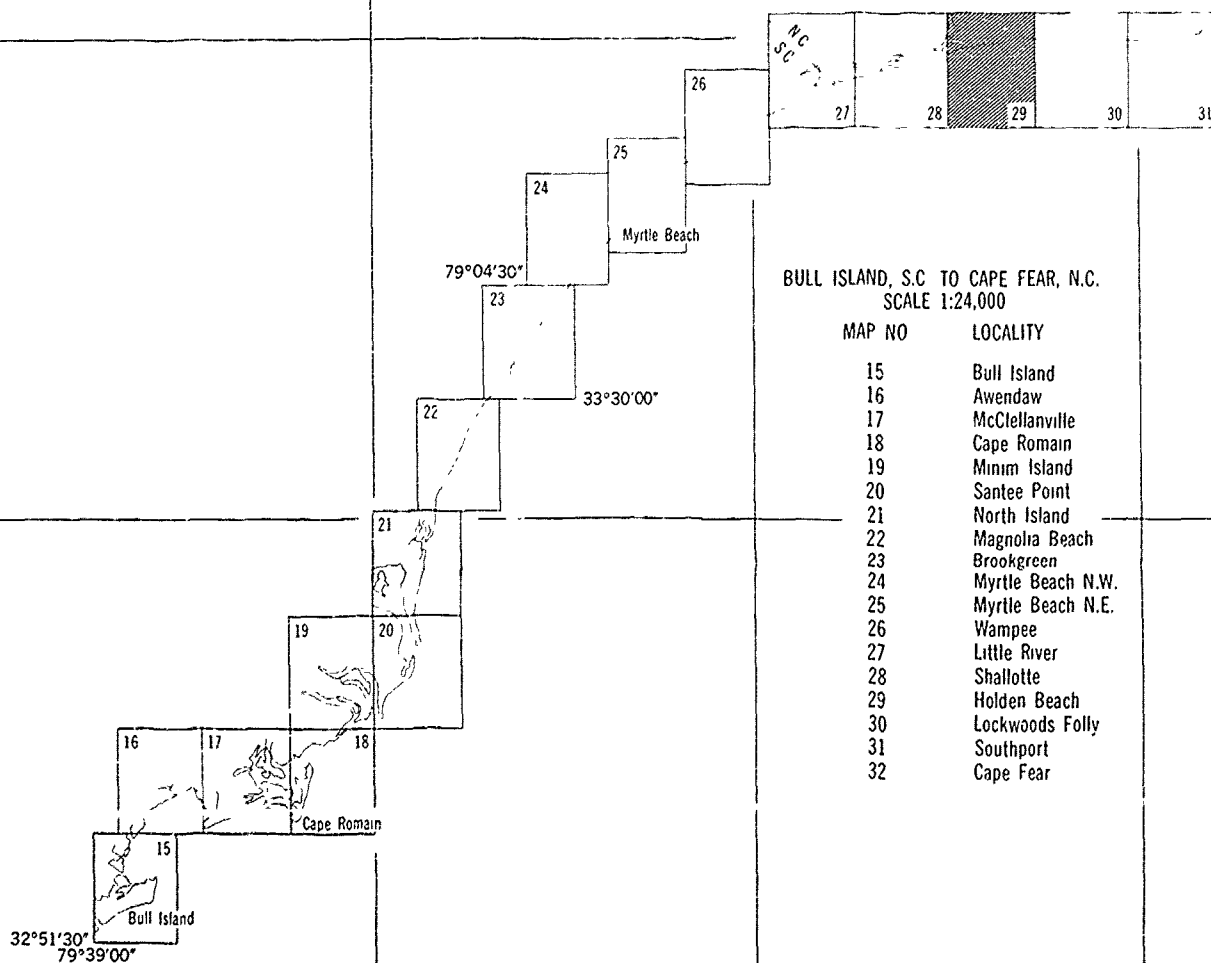 NC
SC
26
27
28
29
30
31
25
24
Myrtle Beach
79°04'30"
23
33°30'00"
22
21
19
20
16
17
18
Cape Romain
15
Bull Island
32°51'30"
79°39'00"
BULL ISLAND, S.C TO CAPE FEAR, N.C.
SCALE 1:24,000
MAP NO LOCALITY
15 Bull Island
16 Awendaw
17 McClellanville
18 Cape Romain
19 Minim Island
20 Santee Point
21 North Island
22 Magnolia Beach
23 Brookgreen
24 Myrtle Beach N.W.
25 Myrtle Beach N.E.
26 Wampee
27 Little River
28 Shallotte
29 Holden Beach
30 Lockwoods Folly
31 Southport
32 Cape Fear